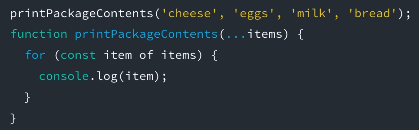 printPackageContents('cheese', 'eggs', 'milk', 'bread');
function printPackageContents(...items) {
  for (const item of items) {
    console.log(item);
  }
}